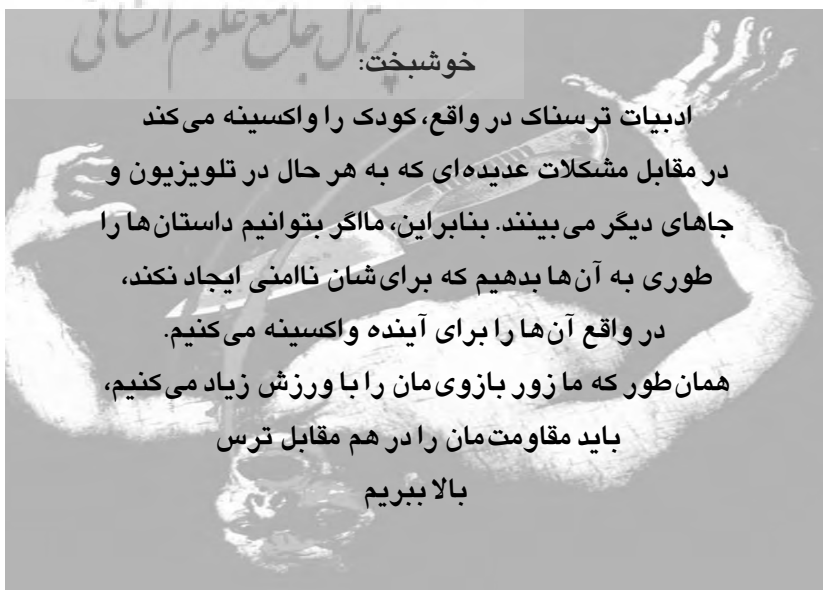 پرتال جامع علوم انسانی
خوشبخت:
ادبیات ترسناک در واقع، کودک را واکسینه می‌کند
در مقابل مشکلات عدیده‌ای که به هر حال در تلویزیون و
جاهای دیگر می‌بینند. بنابراین، مااگر بتوانیم داستان‌ها را
طوری به آن‌ها بدهیم که برای‌شان ناامنی ایجاد نکند،
در واقع آن‌ها را برای آینده واکسینه می‌کنیم.
همان‌طور که ما زور بازوی‌مان را با ورزش زیاد می‌کنیم،
باید مقاومت‌مان را در هم مقابل ترس
بالا ببریم